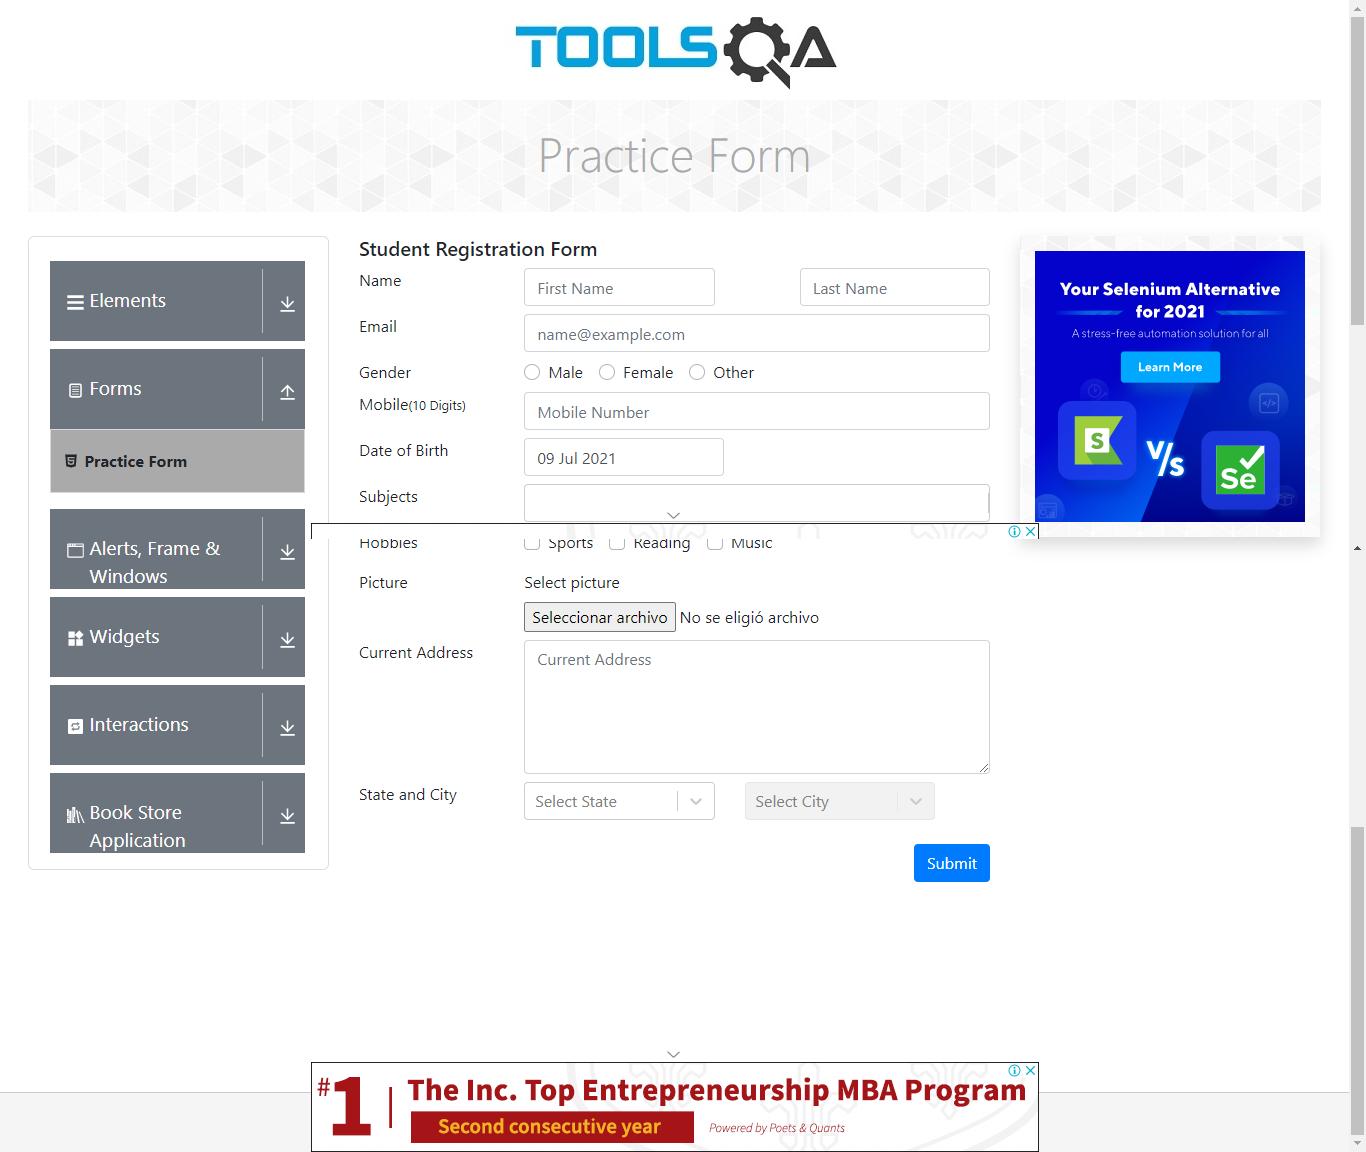 TOOLSQA
Practice Form
Elements
Forms
Practice Form
Alerts, Frame &
Windows
Widgets
Interactions
Book Store
Application
Student Registration Form
Name
First Name
Last Name
Email
name@example.com
Gender
Male
Female
Other
Mobile(10 Digits)
Mobile Number
Date of Birth
09 Jul 2021
Subjects
Hobbies
Sports
Reading
Music
Picture
Select picture
Seleccionar archivo No se eligió archivo
Current Address
Current Address
State and City
Select State
Select City
Submit
Your Selenium Alternative
for 2021
A stress-free automation solution for all
Learn More
S
V/s
Se
#1
The Inc. Top Entrepreneurship MBA Program
Second consecutive year
Powered by Poets & Quants